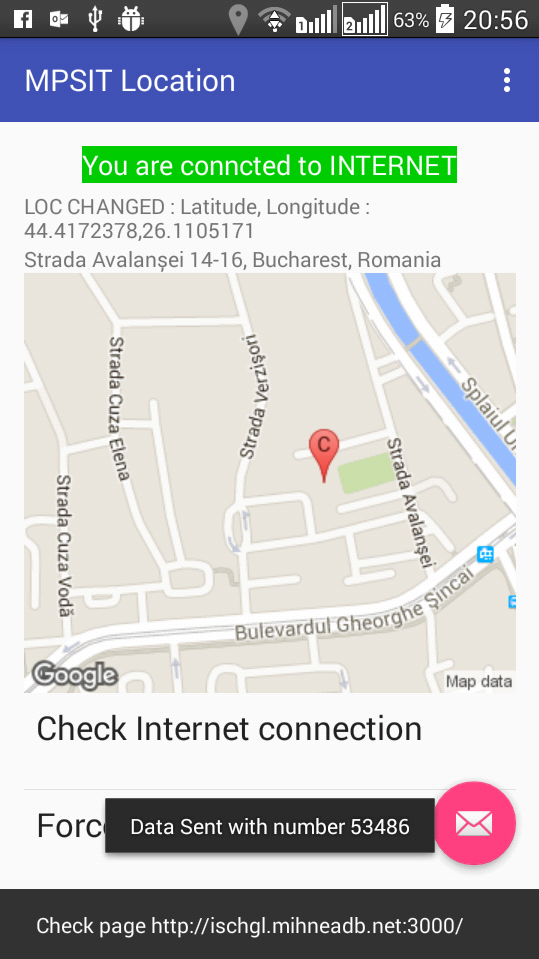 63% 20:56
MPSIT Location
You are conncted to INTERNET
LOC CHANGED : Latitude, Longitude :
44.4172378,26.1105171
Strada Avalanșei 14-16, Bucharest, Romania
Strada Cuza Elena
Strada Verzișori
Splaiul
C
Strada Cuza Vodă
Strada Avalanșei
Bulevardul Gheorghe Șincai
Google
Map data
Check Internet connection
Forc
Data Sent with number 53486
Check page http://ischgl.mihneadb.net:3000/